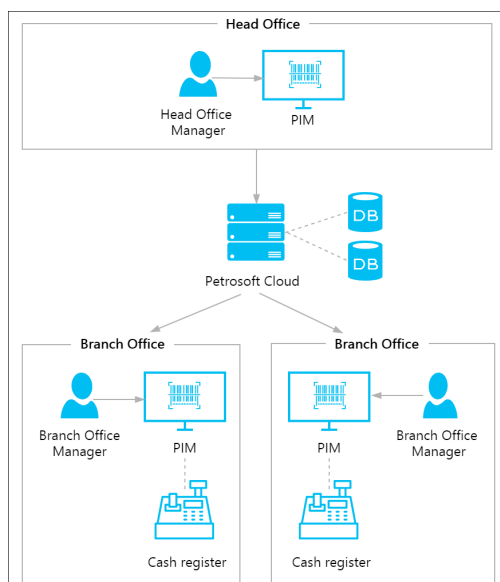 Head Office
Head Office
Manager
PIM
DB
DB
Petrosoft Cloud
Branch Office
Branch Office
Manager
PIM
Cash register
Branch Office
PIM
Branch Office
Manager
Cash register